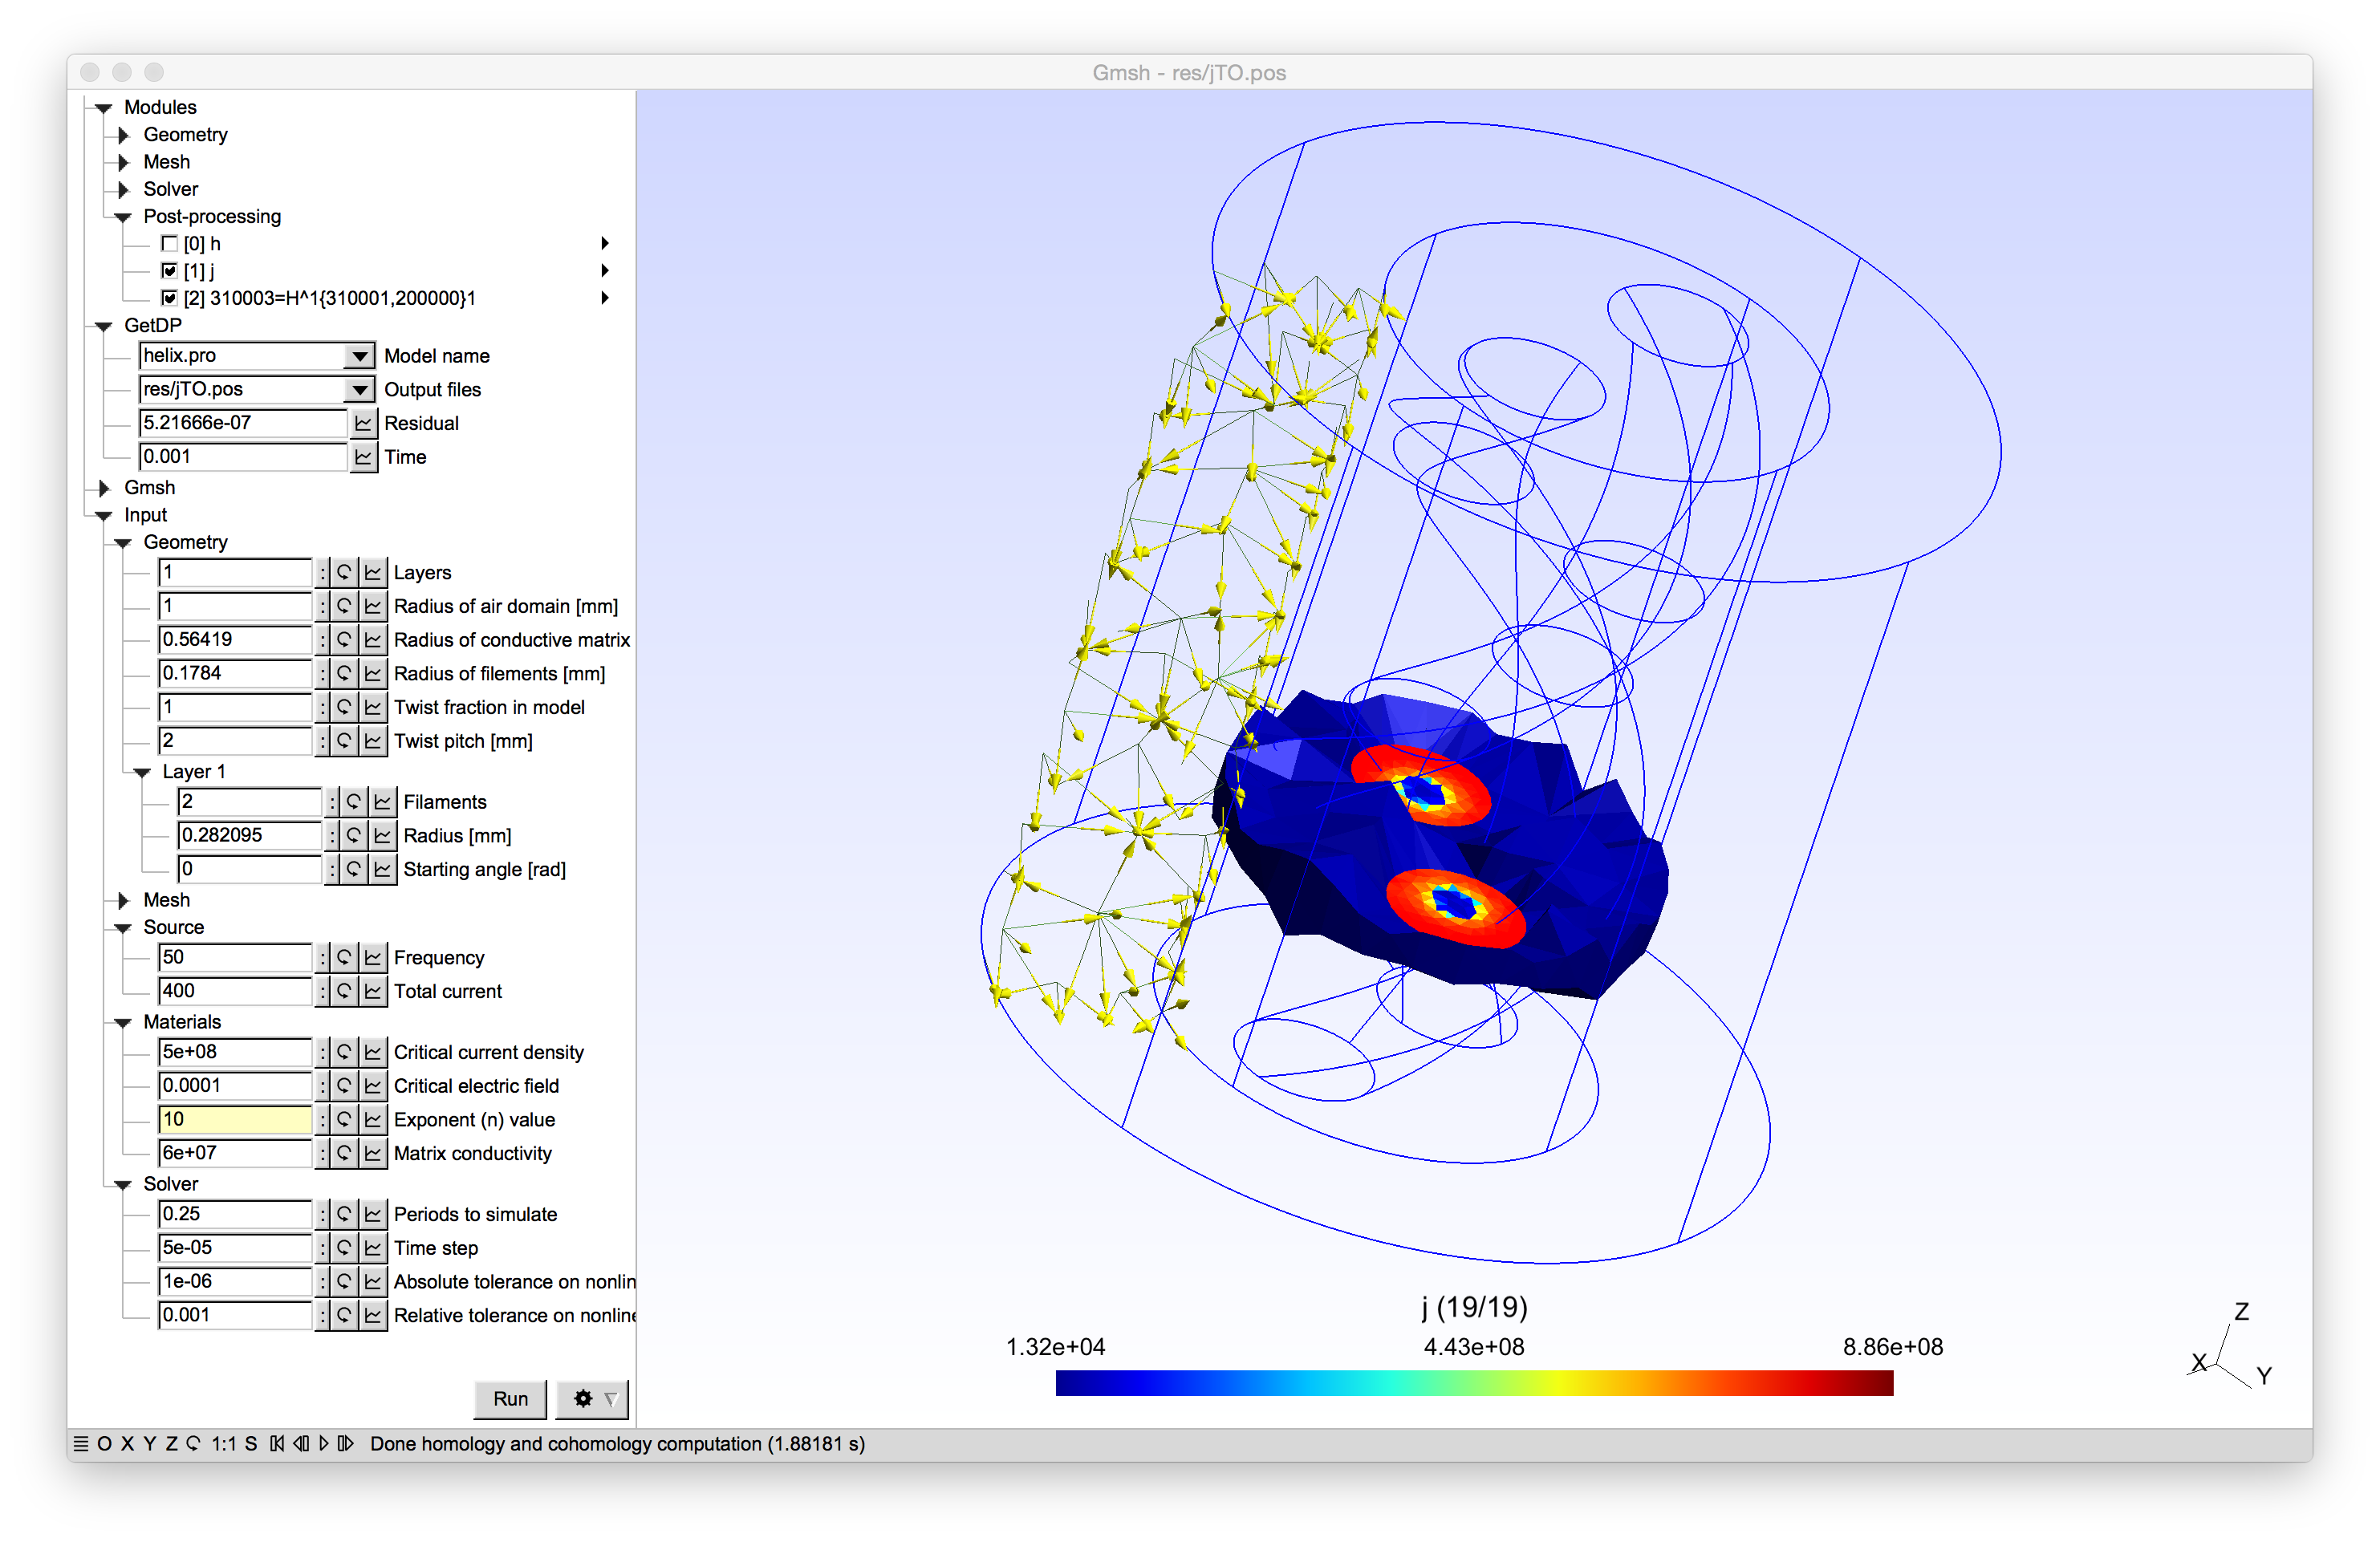 Gmsh - res/jTO.pos
Modules
Geometry
Mesh
Solver
Post-processing
[0] h
[1] j
[2] 310003=H^1{310001,200000}1
GetDP
helix.pro Model name
res/jTO.pos Output files
5.21666e-07 Residual
0.001 Time
Gmsh
Input
Geometry
1 : Layers
1 : Radius of air domain [mm]
0.56419 : Radius of conductive matrix
0.1784 : Radius of filements [mm]
1 : Twist fraction in model
2 : Twist pitch [mm]
Layer 1
2 : Filaments
0.282095 : Radius [mm]
0 : Starting angle [rad]
Mesh
Source
50 : Frequency
400 : Total current
Materials
5e+08 : Critical current density
0.0001 : Critical electric field
10 : Exponent (n) value
6e+07 : Matrix conductivity
Solver
0.25 : Periods to simulate
5e-05 : Time step
1e-06 : Absolute tolerance on nonlin
0.001 : Relative tolerance on nonline
Run
j (19/19)
1.32e+04 4.43e+08 8.86e+08
Z
X
Y
O X Y Z 1:1 S Done homology and cohomology computation (1.88181 s)